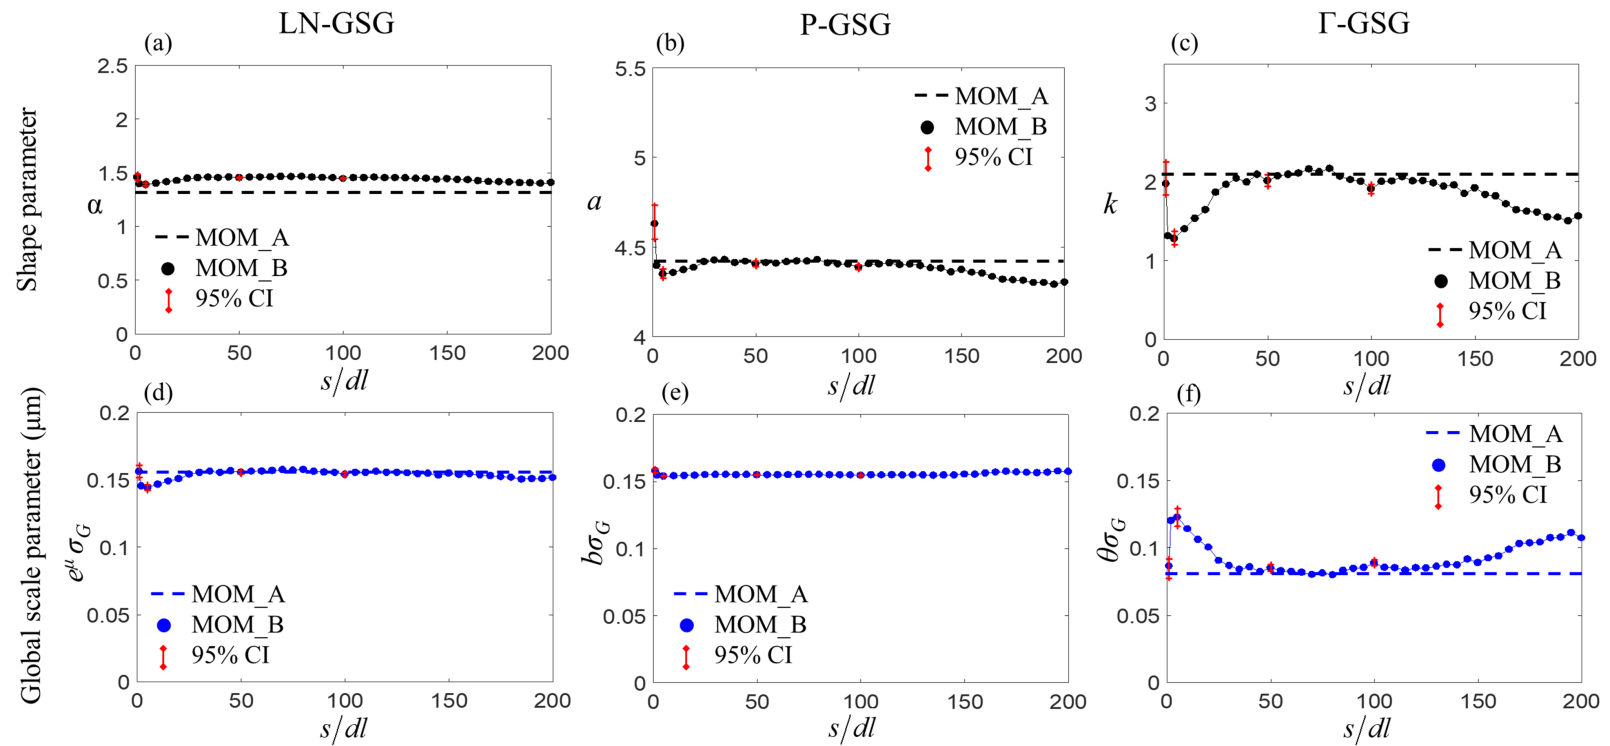 LN-GSG
P-GSG
Γ-GSG
Shape parameter
(a)
2.5
2
1.5
1
0.5
0
α
MOM_A
MOM_B
95% CI
0 50 100 150 200
s/dl
(b)
5.5
5
4.5
4
a
MOM_A
MOM_B
95% CI
0 50 100 150 200
s/dl
(c)
3
2
1
0
k
MOM_A
MOM_B
95% CI
0 50 100 150 200
s/dl
Global scale parameter (μm)
(d)
0.2
0.15
0.1
0.05
0
e^μ σ_G
MOM_A
MOM_B
95% CI
0 50 100 150 200
s/dl
(e)
0.2
0.15
0.1
0.05
0
bσ_G
MOM_A
MOM_B
95% CI
0 50 100 150 200
s/dl
(f)
0.2
0.15
0.1
0.05
0
θσ_G
MOM_A
MOM_B
95% CI
0 50 100 150 200
s/dl